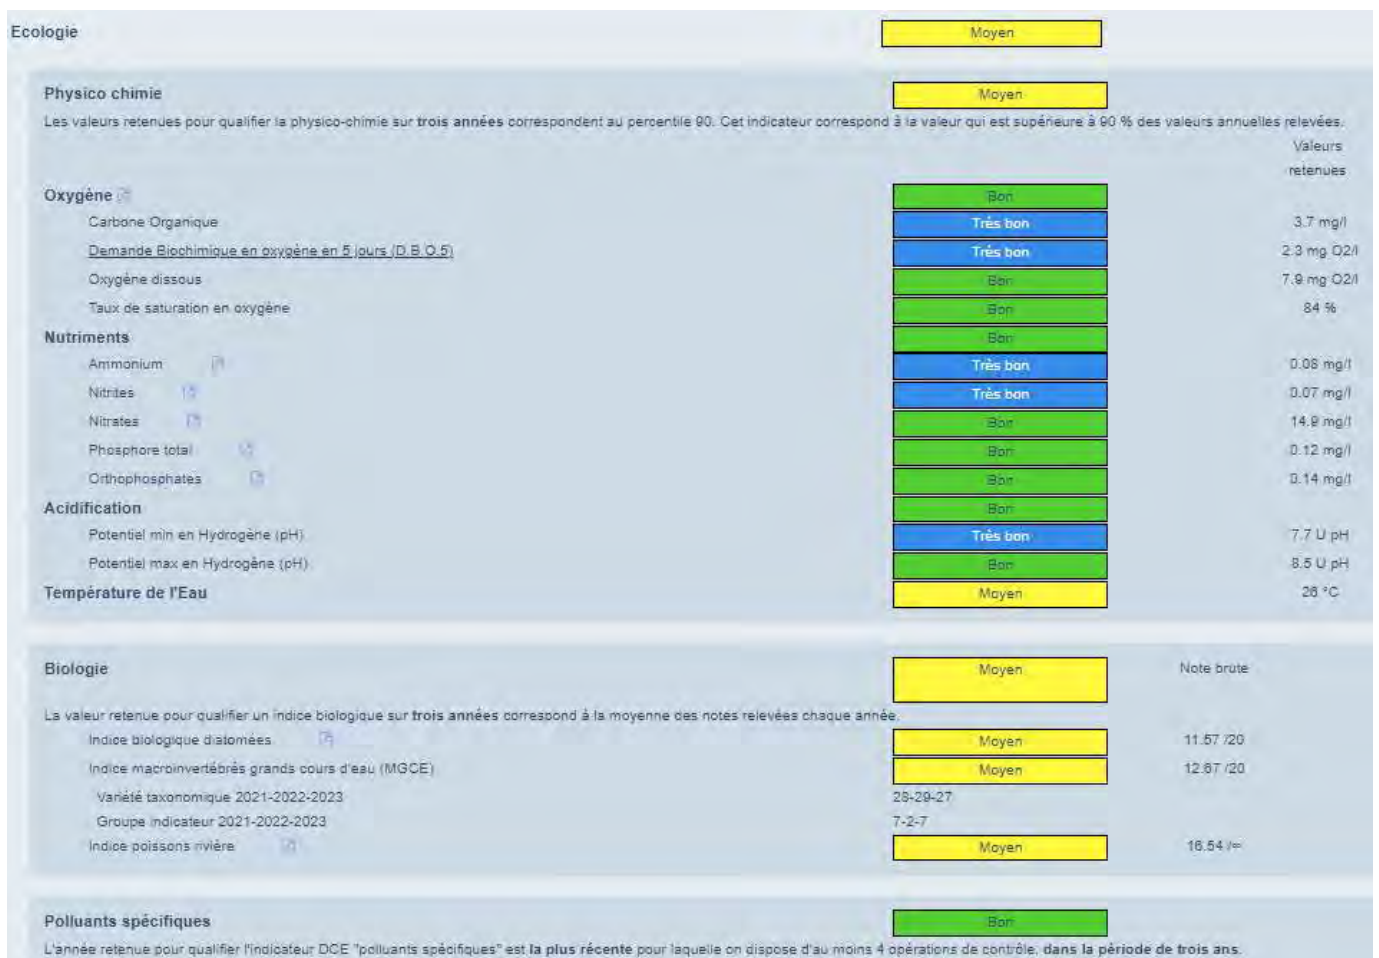 Ecologie Moyen
Physico chimie Moyen
Les valeurs retenues pour qualifier la physico-chimie sur trois années correspondent au percentile 90. Cet indicateur correspond à la valeur qui est supérieure à 90 % des valeurs annuelles relevées.
Valeurs
retenues
Oxygène Bon
Carbone Organique Très bon 3.7 mg/l
Demande Biochimique en oxygène en 5 jours (D.B.O.5) Très bon 2.3 mg O2/l
Oxygène dissous Bon 7.9 mg O2/l
Taux de saturation en oxygène Bon 84 %
Nutriments Bon
Ammonium Très bon 0.08 mg/l
Nitrites Très bon 0.07 mg/l
Nitrates Bon 14.9 mg/l
Phosphore total Bon 0.12 mg/l
Orthophosphates Bon 0.14 mg/l
Acidification Bon
Potentiel min en Hydrogène (pH) Très bon 7.7 U pH
Potentiel max en Hydrogène (pH) Bon 8.5 U pH
Température de l'Eau Moyen 26 °C
Biologie Moyen Note brute
La valeur retenue pour qualifier un indice biologique sur trois années correspond à la moyenne des notes relevées chaque année.
Indice biologique diatomées Moyen 11.57 /20
Indice macroinvertébrés grands cours d'eau (MGCE) Moyen 12.67 /20
Variété taxonomique 2021-2022-2023 28-29-27
Groupe indicateur 2021-2022-2023 7-2-7
Indice poissons rivière Moyen 16.54 /∞
Polluants spécifiques Bon
L'année retenue pour qualifier l'indicateur DCE "polluants spécifiques" est la plus récente pour laquelle on dispose d'au moins 4 opérations de contrôle, dans la période de trois ans.